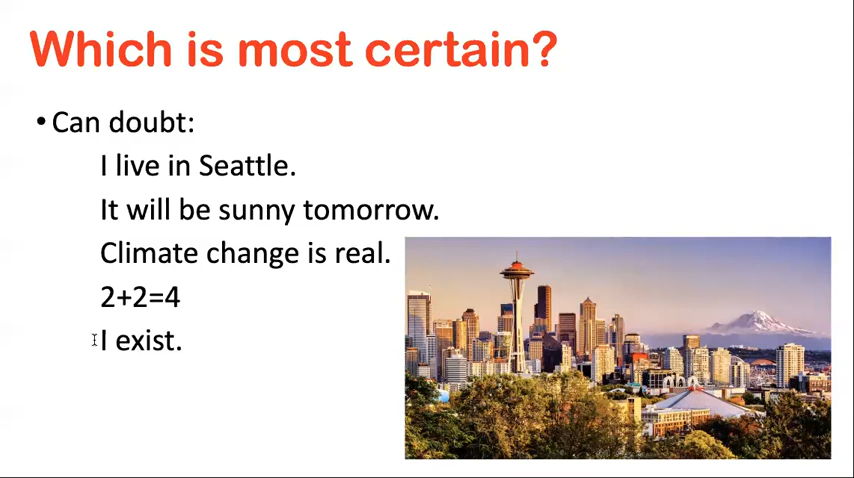 Which is most certain?
• Can doubt:
I live in Seattle.
It will be sunny tomorrow.
Climate change is real.
2+2=4
I exist.